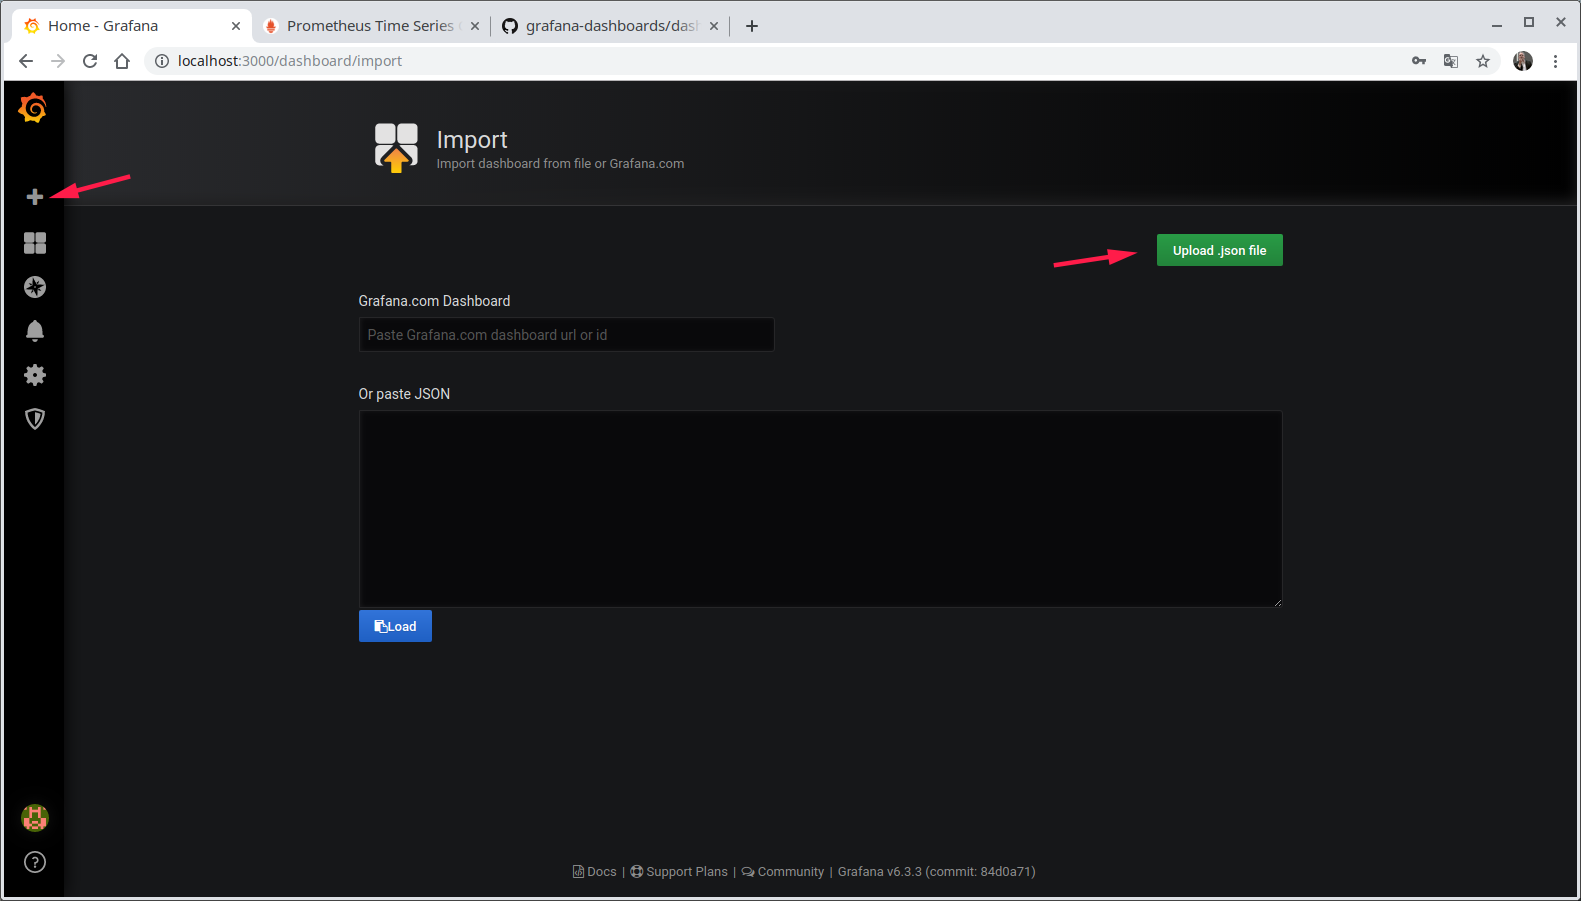 Home - Grafana
Prometheus Time Series
grafana-dashboards/das
localhost:3000/dashboard/import
Import
Import dashboard from file or Grafana.com
Upload .json file
Grafana.com Dashboard
Paste Grafana.com dashboard url or id
Or paste JSON
Load
Docs | Support Plans | Community | Grafana v6.3.3 (commit: 84d0a71)